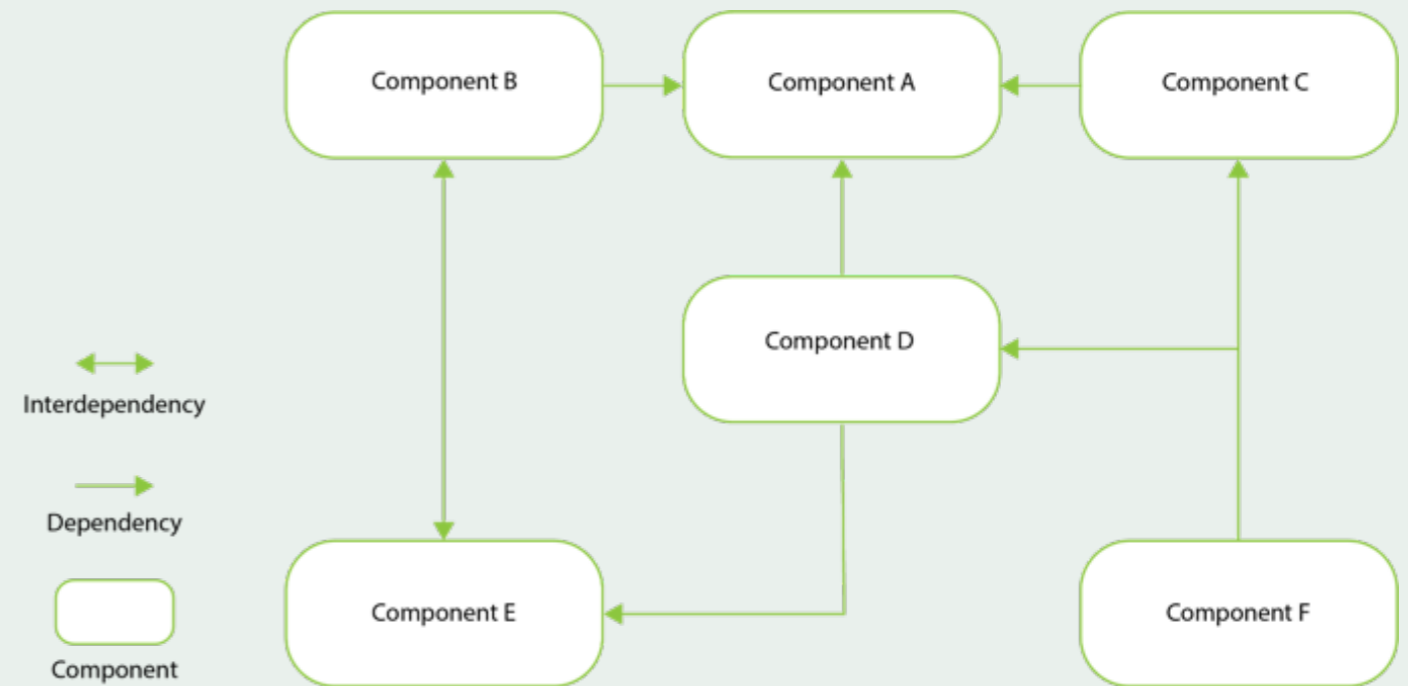 Component B
Component A
Component C
Component D
Interdependency
Dependency
Component E
Component F
Component